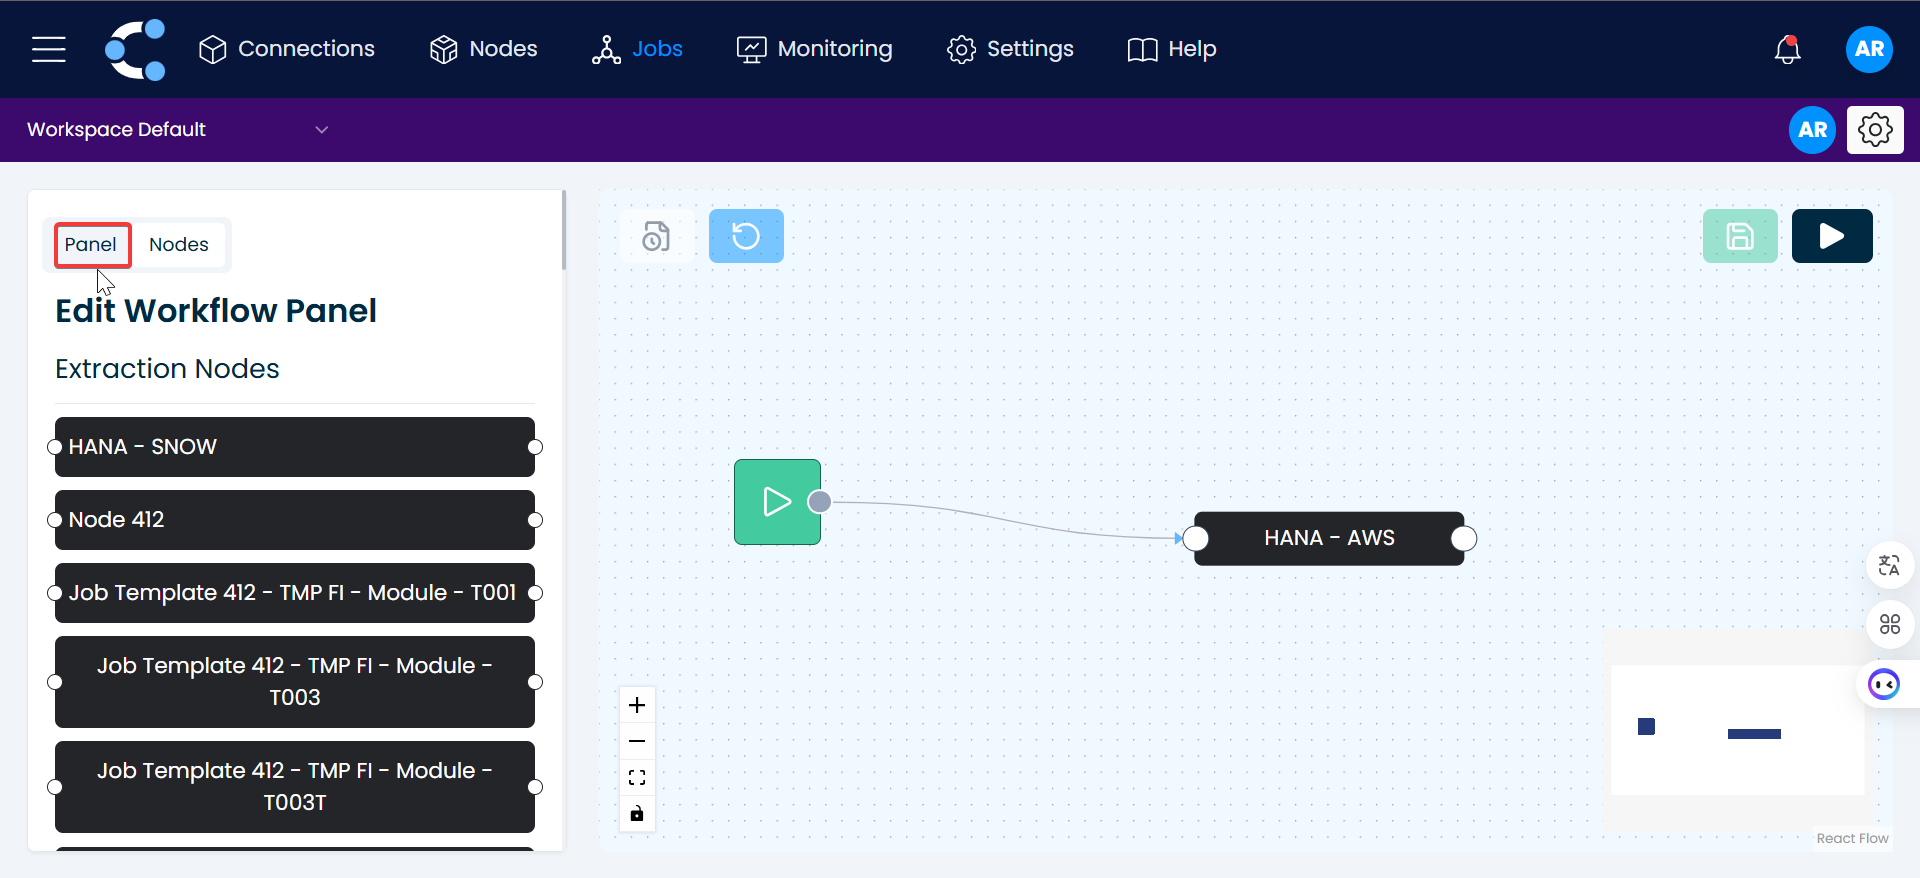 Connections
Nodes
Jobs
Monitoring
Settings
Help
AR
Workspace Default
AR
Panel
Nodes
Edit Workflow Panel
Extraction Nodes
HANA - SNOW
Node 412
Job Template 412 - TMP FI - Module - T001
Job Template 412 - TMP FI - Module -
T003
Job Template 412 - TMP FI - Module -
T003T
HANA - AWS
React Flow